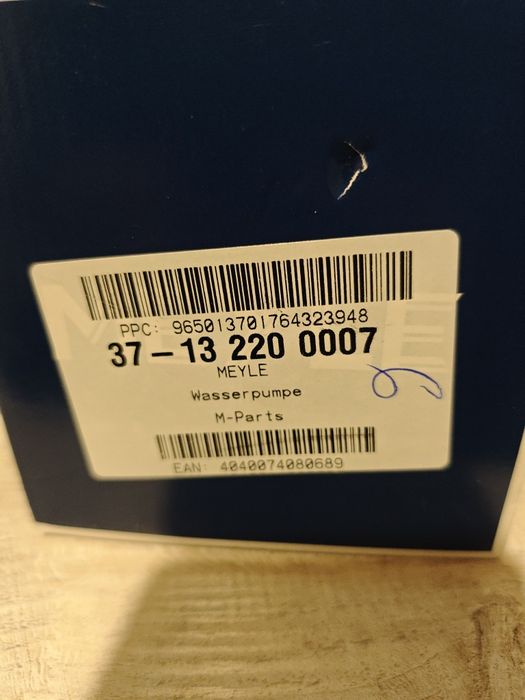 PPC: 965013701764323948
37-13 220 0007
MEYLE
Wasserpumpe
M-Parts
EAN: 4040074080689